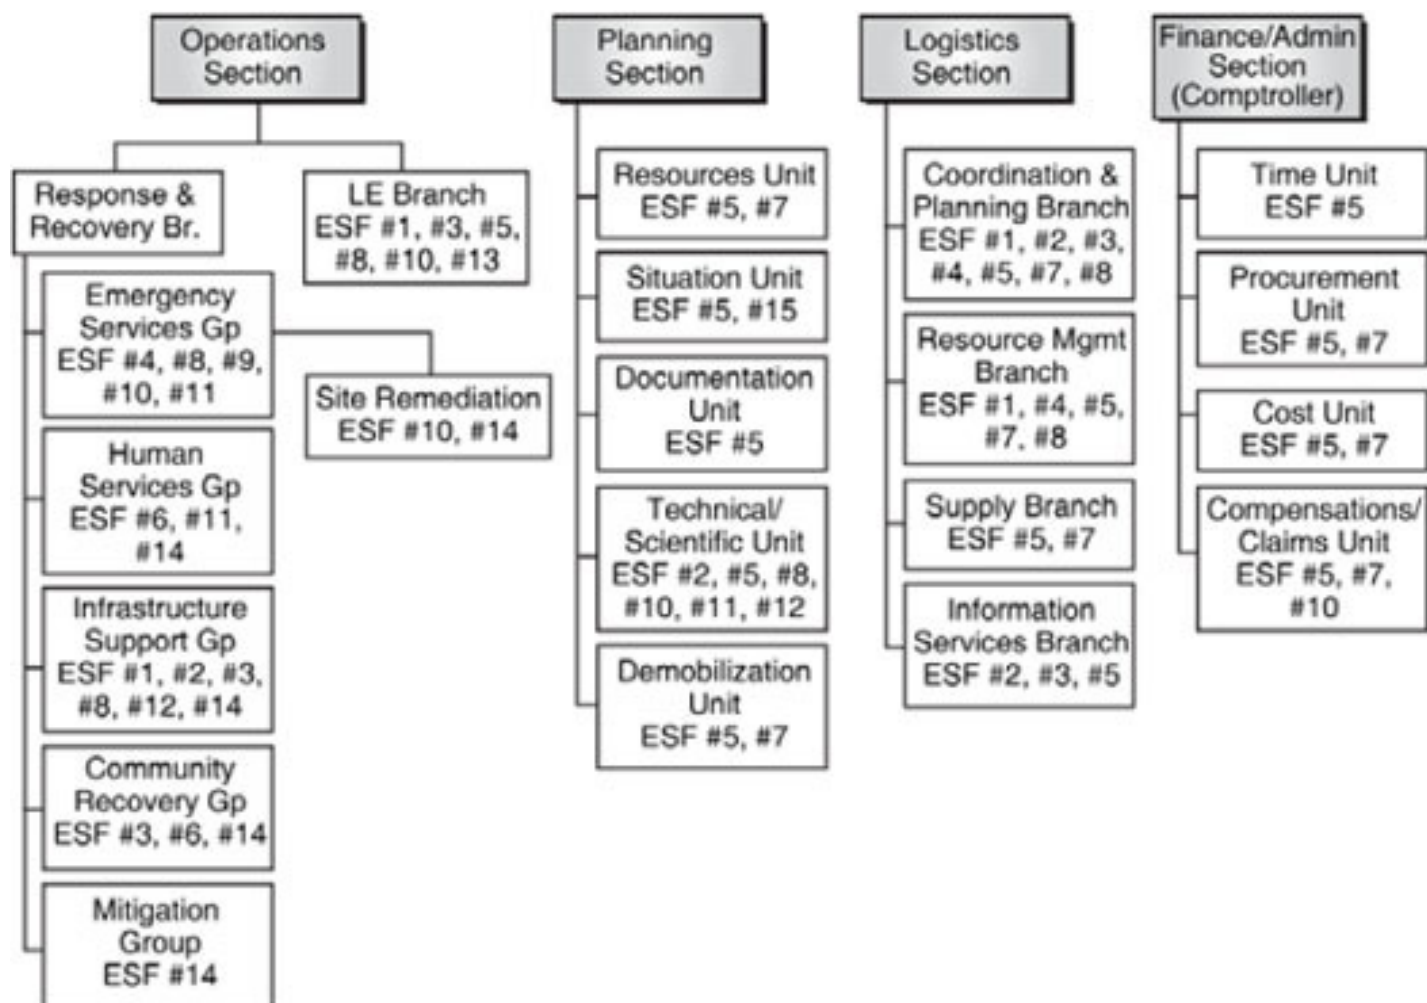 Operations
Section
Response &
Recovery Br.
LE Branch
ESF #1, #3, #5,
#8, #10, #13
Emergency
Services Gp
ESF #4, #8, #9,
#10, #11
Site Remediation
ESF #10, #14
Human
Services Gp
ESF #6, #11,
#14
Infrastructure
Support Gp
ESF #1, #2, #3,
#8, #12, #14
Community
Recovery Gp
ESF #3, #6, #14
Mitigation
Group
ESF #14
Planning
Section
Resources Unit
ESF #5, #7
Situation Unit
ESF #5, #15
Documentation
Unit
ESF #5
Technical/
Scientific Unit
ESF #2, #5, #8,
#10, #11, #12
Demobilization
Unit
ESF #5, #7
Logistics
Section
Coordination &
Planning Branch
ESF #1, #2, #3,
#4, #5, #7, #8
Resource Mgmt
Branch
ESF #1, #4, #5,
#7, #8
Supply Branch
ESF #5, #7
Information
Services Branch
ESF #2, #3, #5
Finance/Admin
Section
(Comptroller)
Time Unit
ESF #5
Procurement
Unit
ESF #5, #7
Cost Unit
ESF #5, #7
Compensations/
Claims Unit
ESF #5, #7,
#10